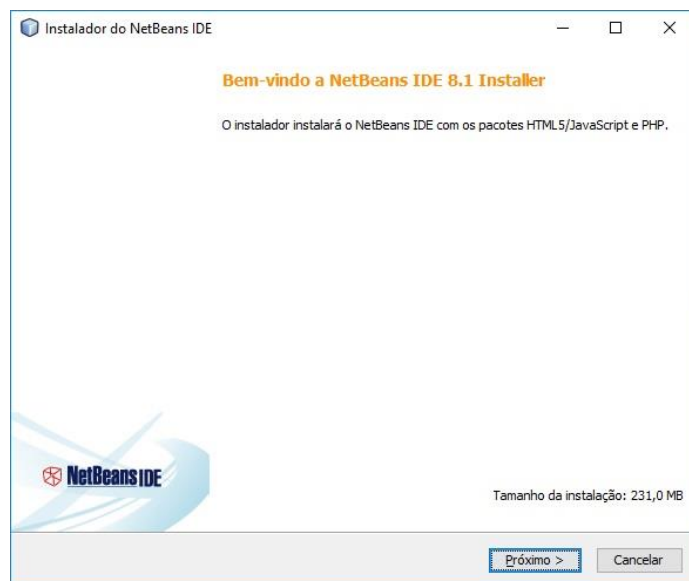 Instalador do NetBeans IDE
Bem-vindo a NetBeans IDE 8.1 Installer
O instalador instalará o NetBeans IDE com os pacotes HTML5/JavaScript e PHP.
NetBeans IDE
Tamanho da instalação: 231,0 MB
Próximo > Cancelar